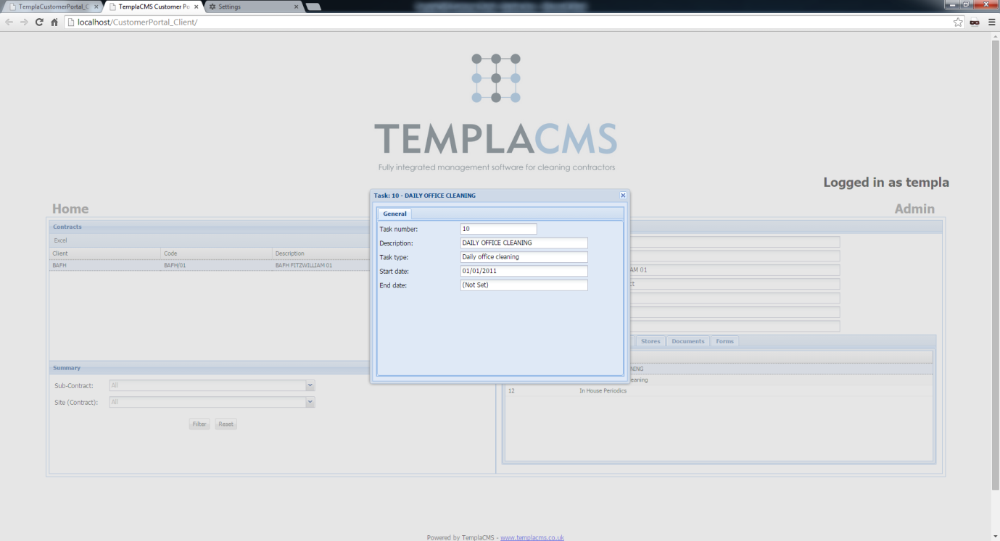 TemplaCustomerPortal_C
TemplaCMS Customer Po
Settings
localhost/CustomerPortal_Client/
TEMPLACMS
Fully integrated management software for cleaning contractors
Logged in as templa
Home
Admin
Contracts
Excel
Client Code Description
BAFH BAFH/01 BAFH FITZWILLIAM 01
Task: 10 - DAILY OFFICE CLEANING
General
Task number: 10
Description: DAILY OFFICE CLEANING
Task type: Daily office cleaning
Start date: 01/01/2011
End date: (Not Set)
AM 01
ct
Stores Documents Forms
NING
eaning
12 In House Periodics
Summary
Sub-Contract: All
Site (Contract): All
Filter Reset
Powered by TemplaCMS - www.templacms.co.uk